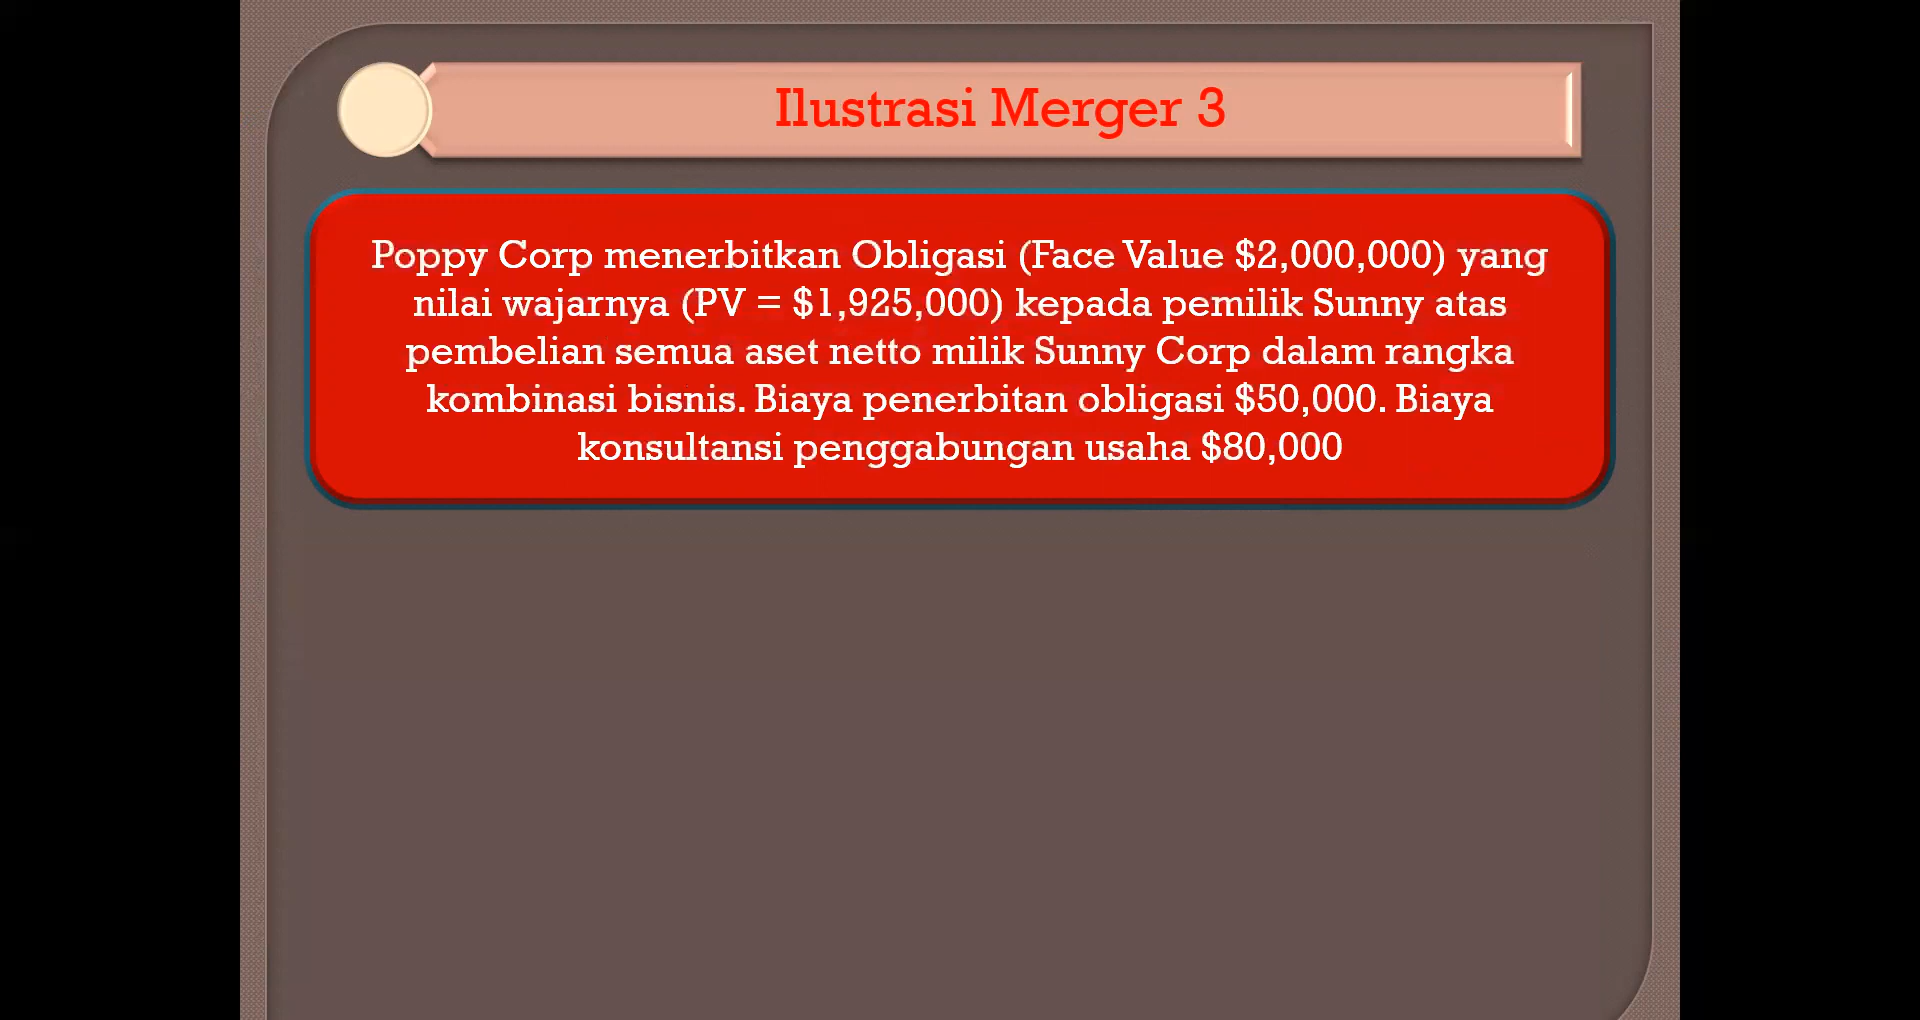 Ilustrasi Merger 3
Poppy Corp menerbitkan Obligasi (Face Value $2,000,000) yang
nilai wajarnya (PV = $1,925,000) kepada pemilik Sunny atas
pembelian semua aset netto milik Sunny Corp dalam rangka
kombinasi bisnis. Biaya penerbitan obligasi $50,000. Biaya
konsultansi penggabungan usaha $80,000